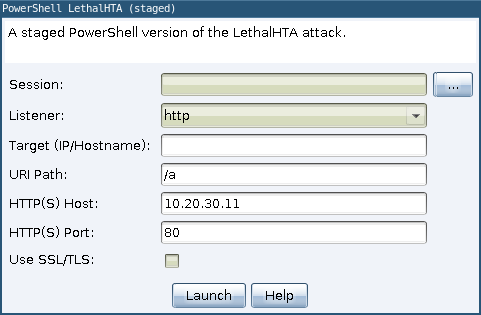 PowerShell LethalHTA (staged)
A staged PowerShell version of the LethalHTA attack.
Session: ...
Listener: http
Target (IP/Hostname):
URI Path: /a
HTTP(S) Host: 10.20.30.11
HTTP(S) Port: 80
Use SSL/TLS:
Launch Help